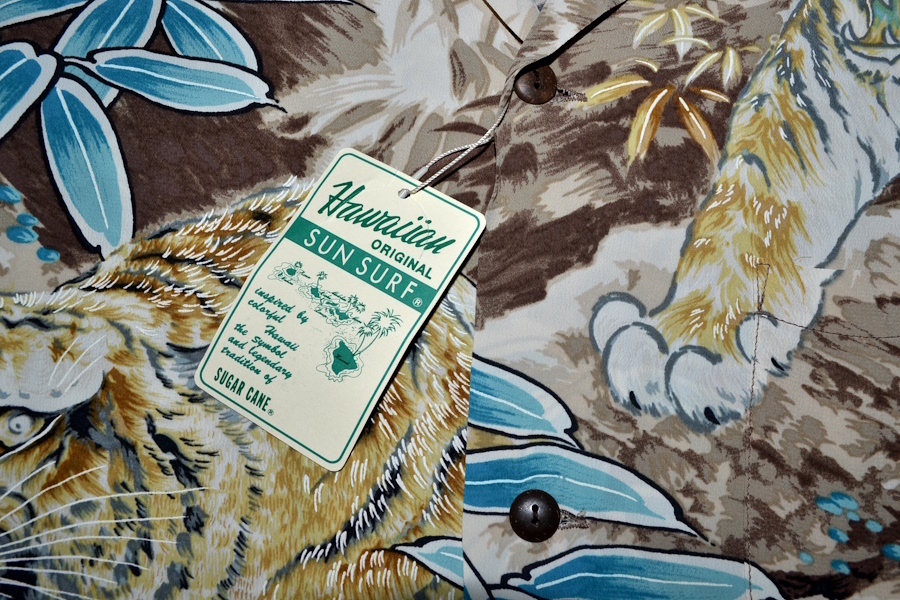 Hawaiian
ORIGINAL
SUN SURF®
inspired by
colorful Hawaii
the Symbol
and legendary
tradition of
SUGAR CANE®